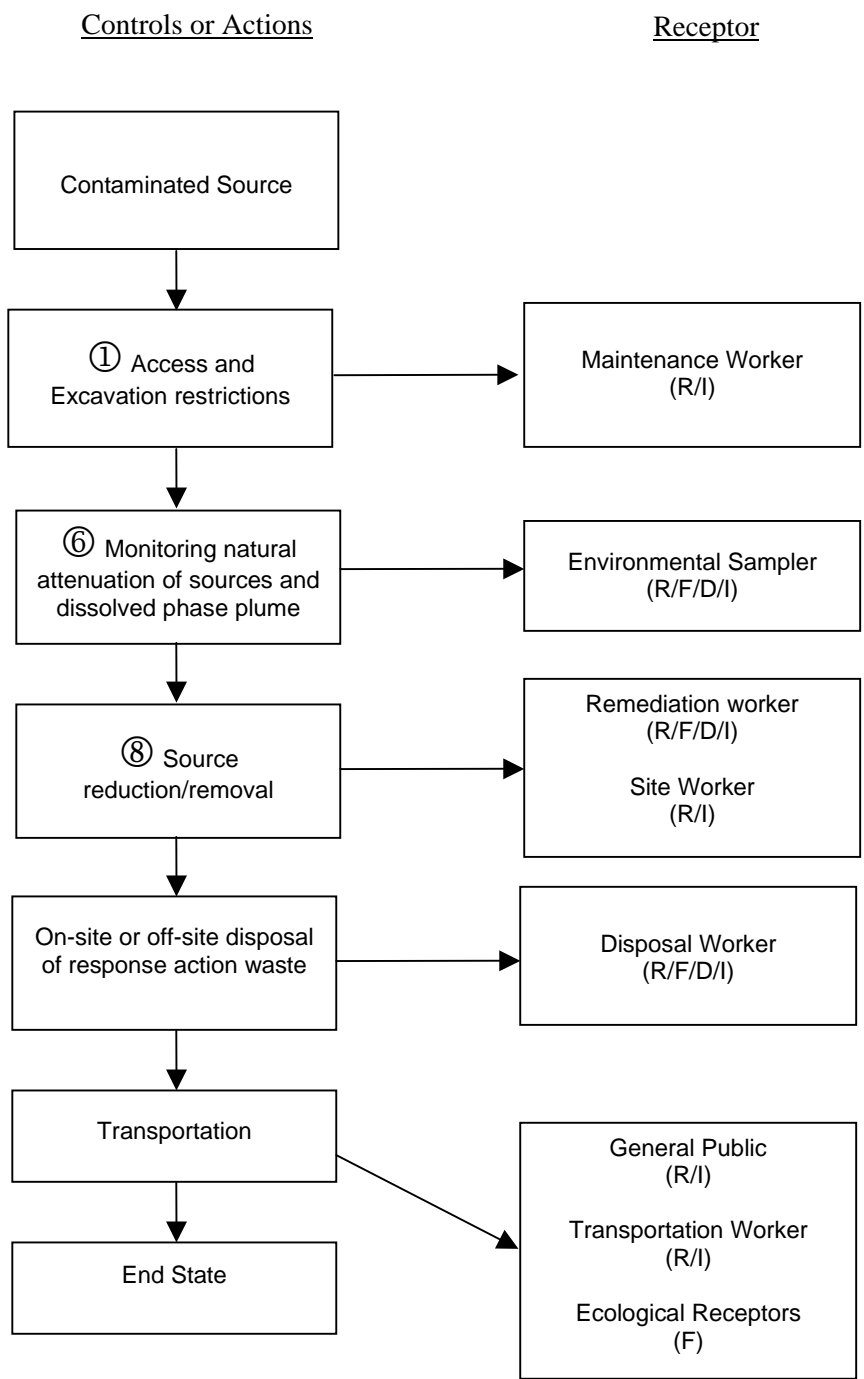 Controls or Actions
Receptor
Contaminated Source
① Access and
Excavation restrictions
Maintenance Worker
(R/I)
⑥ Monitoring natural
attenuation of sources and
dissolved phase plume
Environmental Sampler
(R/F/D/I)
⑧ Source
reduction/removal
Remediation worker
(R/F/D/I)
Site Worker
(R/I)
On-site or off-site disposal
of response action waste
Disposal Worker
(R/F/D/I)
Transportation
General Public
(R/I)
Transportation Worker
(R/I)
Ecological Receptors
(F)
End State